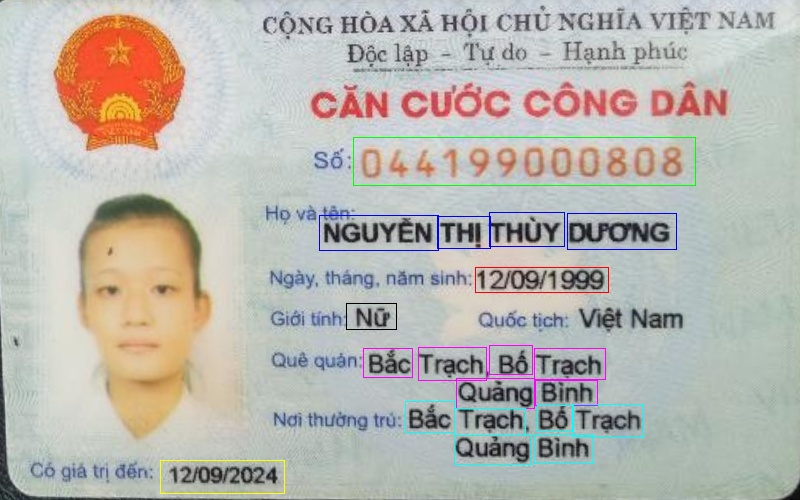 CỘNG HÒA XÃ HỘI CHỦ NGHĨA VIỆT NAM
Độc lập - Tự do - Hạnh phúc
CĂN CƯỚC CÔNG DÂN
Số: 044199000808
Họ và tên:
NGUYỄN THỊ THÙY DƯƠNG
Ngày, tháng, năm sinh: 12/09/1999
Giới tính: Nữ Quốc tịch: Việt Nam
Quê quán: Bắc Trạch, Bố Trạch
Quảng Bình
Nơi thường trú: Bắc Trạch, Bố Trạch
Quảng Bình
Có giá trị đến: 12/09/2024